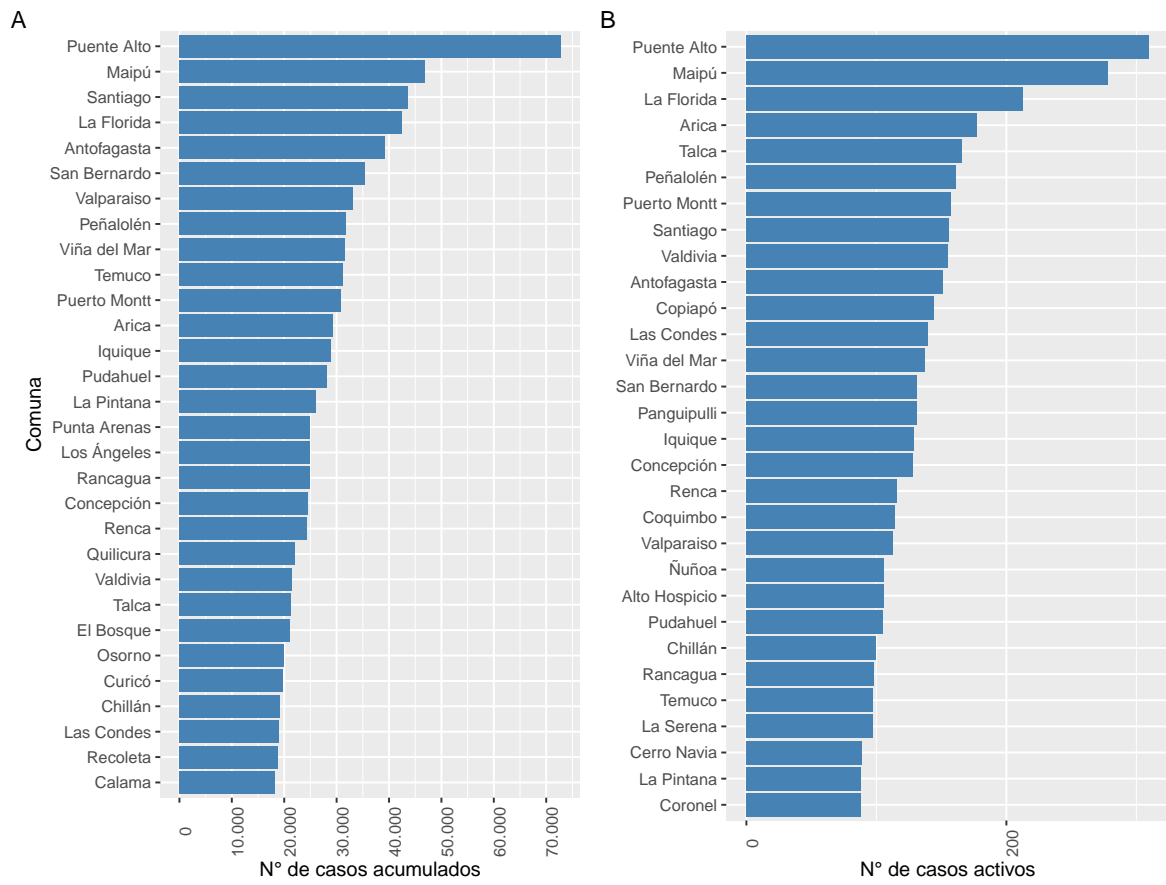 A
Puente Alto
Maipú
Santiago
La Florida
Antofagasta
San Bernardo
Valparaiso
Peñalolén
Viña del Mar
Temuco
Puerto Montt
Arica
Iquique
Pudahuel
La Pintana
Punta Arenas
Los Ángeles
Rancagua
Concepción
Renca
Quilicura
Valdivia
Talca
El Bosque
Osorno
Curicó
Chillán
Las Condes
Recoleta
Calama
Comuna
0
10.000
20.000
30.000
40.000
50.000
60.000
70.000
N° de casos acumulados
B
Puente Alto
Maipú
La Florida
Arica
Talca
Peñalolén
Puerto Montt
Santiago
Valdivia
Antofagasta
Copiapó
Las Condes
Viña del Mar
San Bernardo
Panguipulli
Iquique
Concepción
Renca
Coquimbo
Valparaiso
Ñuñoa
Alto Hospicio
Pudahuel
Chillán
Rancagua
Temuco
La Serena
Cerro Navia
La Pintana
Coronel
0
200
N° de casos activos